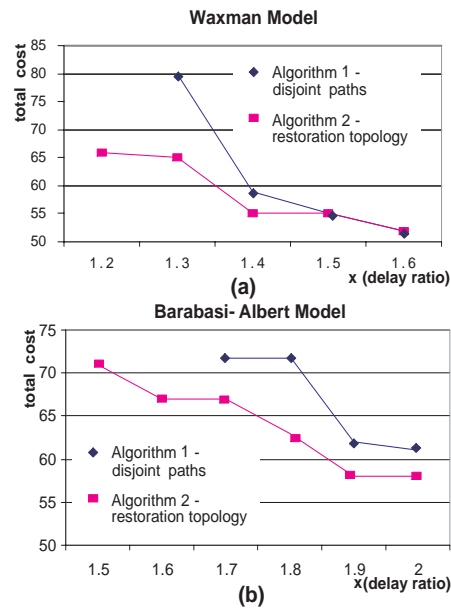 Waxman Model
total cost
85
80
75
70
65
60
55
50
Algorithm 1 -
disjoint paths
Algorithm 2 -
restoration topology
1.2 1.3 1.4 1.5 1.6
x (delay ratio)
(a)
Barabasi- Albert Model
total cost
75
70
65
60
55
50
Algorithm 1 -
disjoint paths
Algorithm 2 -
restoration topology
1.5 1.6 1.7 1.8 1.9 2
x(delay ratio)
(b)